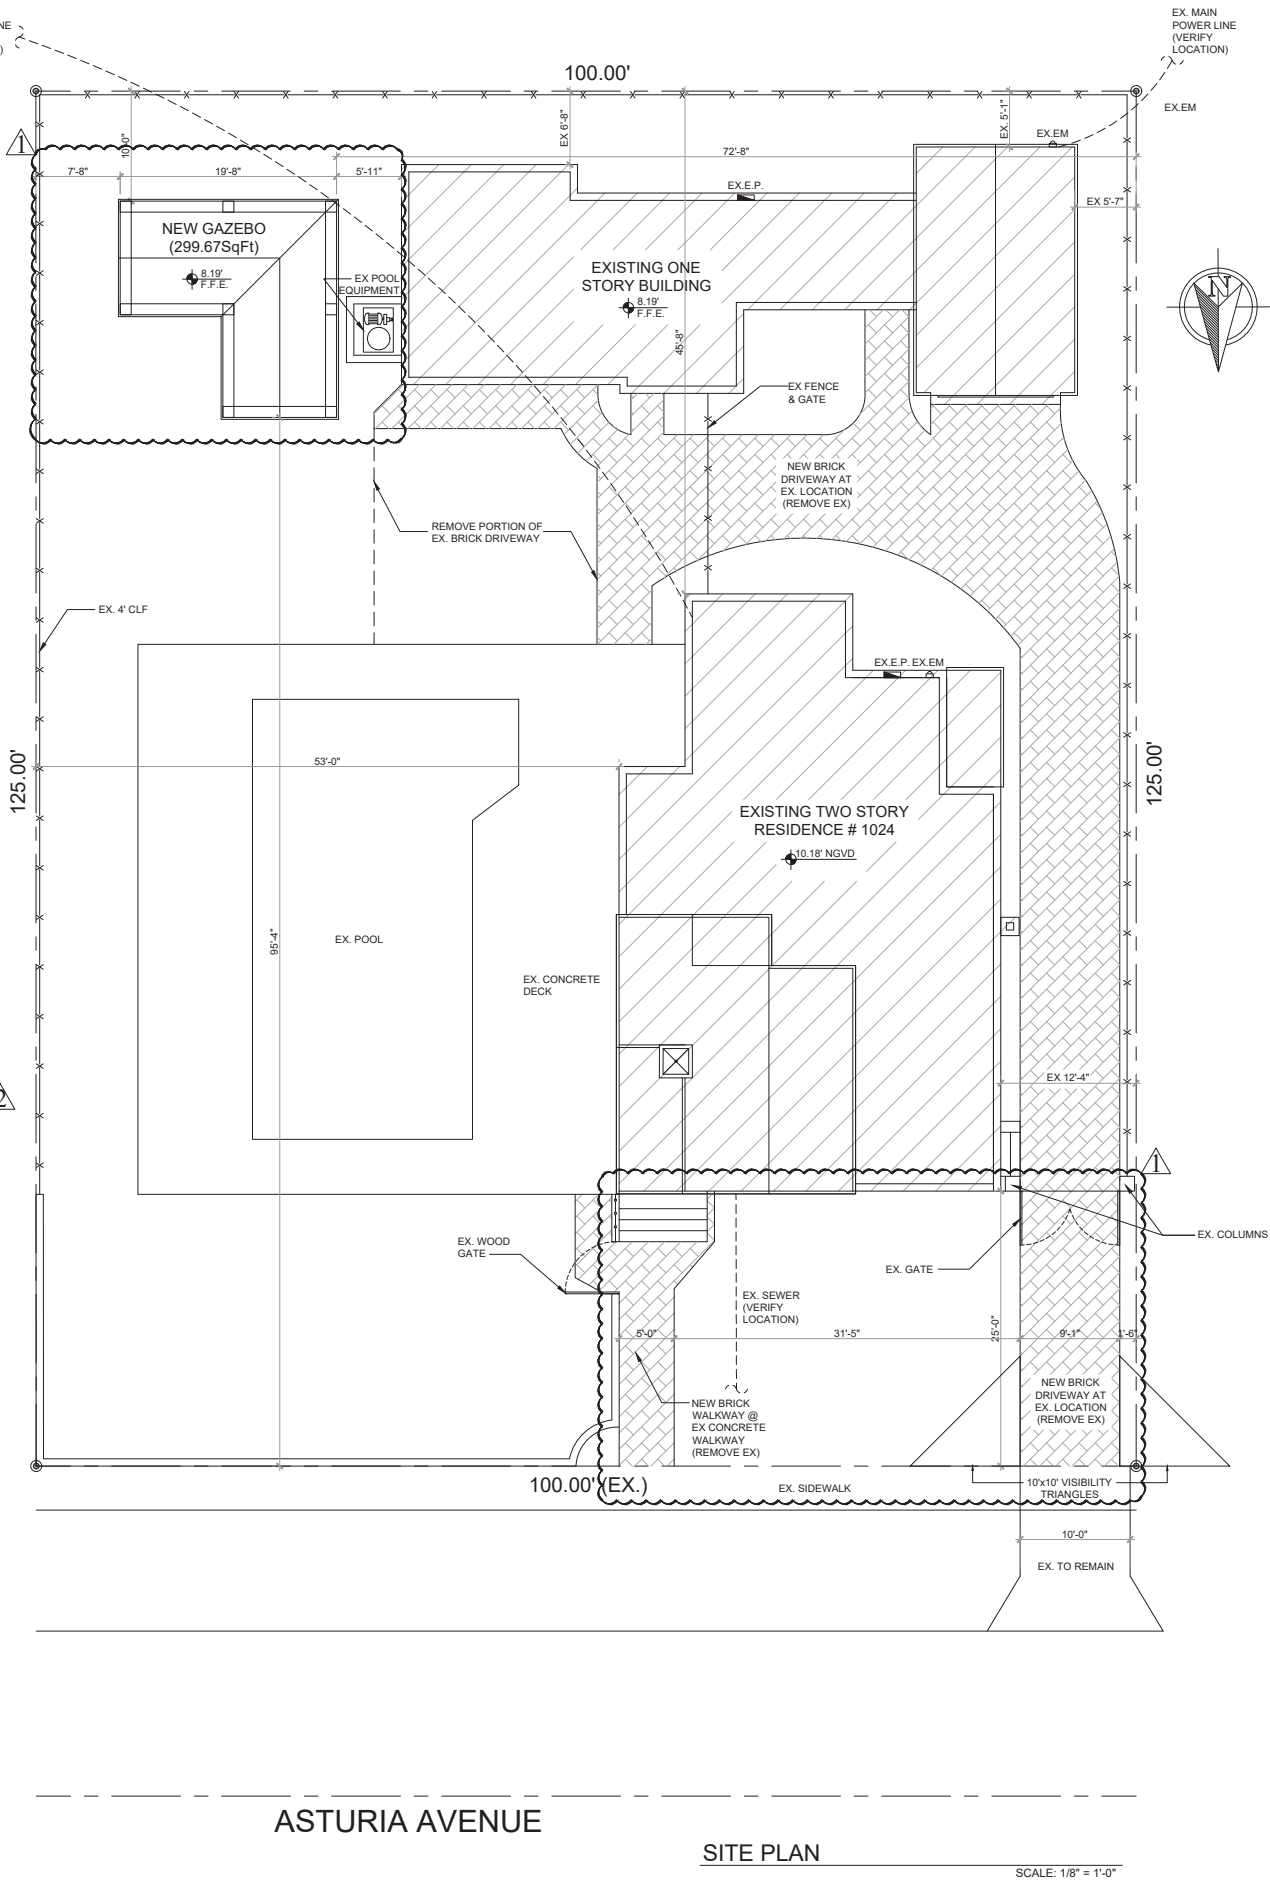 NE
)
EX. MAIN
POWER LINE
(VERIFY
LOCATION)
100.00'
EX.EM
EX 6'-8"
EX. 5'-1"
EX.EM
1
10'-0"
72'-8"
7'-8"
19'-8"
5'-11"
EX.E.P.
EX 5'-7"
NEW GAZEBO
(299.67SqFt)
8.19'
F.F.E.
EX POOL
EQUIPMENT
EXISTING ONE
STORY BUILDING
8.19'
F.F.E.
N
45'-8"
EX FENCE
& GATE
NEW BRICK
DRIVEWAY AT
EX. LOCATION
(REMOVE EX)
REMOVE PORTION OF
EX. BRICK DRIVEWAY
EX. 4' CLF
EX.E.P.
EX.EM
53'-0"
125.00'
125.00'
EXISTING TWO STORY
RESIDENCE # 1024
10.18' NGVD
95'-4"
EX. POOL
EX. CONCRETE
DECK
EX 12'-4"
2
1
EX. WOOD
GATE
EX. GATE
EX. COLUMNS
EX. SEWER
(VERIFY
LOCATION)
5'-0"
31'-5"
25'-0"
9'-1"
1'-6"
NEW BRICK
WALKWAY @
EX CONCRETE
WALKWAY
(REMOVE EX)
NEW BRICK
DRIVEWAY AT
EX. LOCATION
(REMOVE EX)
100.00' (EX.)
EX. SIDEWALK
10'x10' VISIBILITY
TRIANGLES
10'-0"
EX. TO REMAIN
ASTURIA AVENUE
SITE PLAN
SCALE: 1/8" = 1'-0"